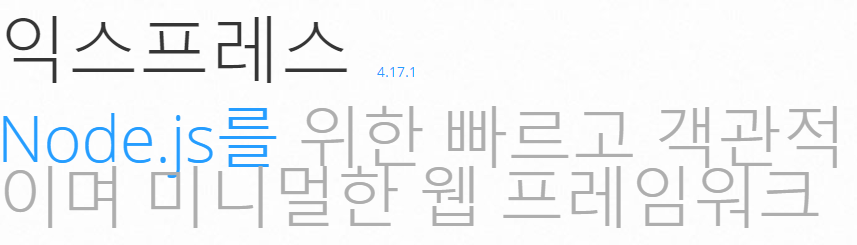 익스프레스 4.17.1
Node.js를 위한 빠르고 객관적
이며 미니멀한 웹 프레임워크